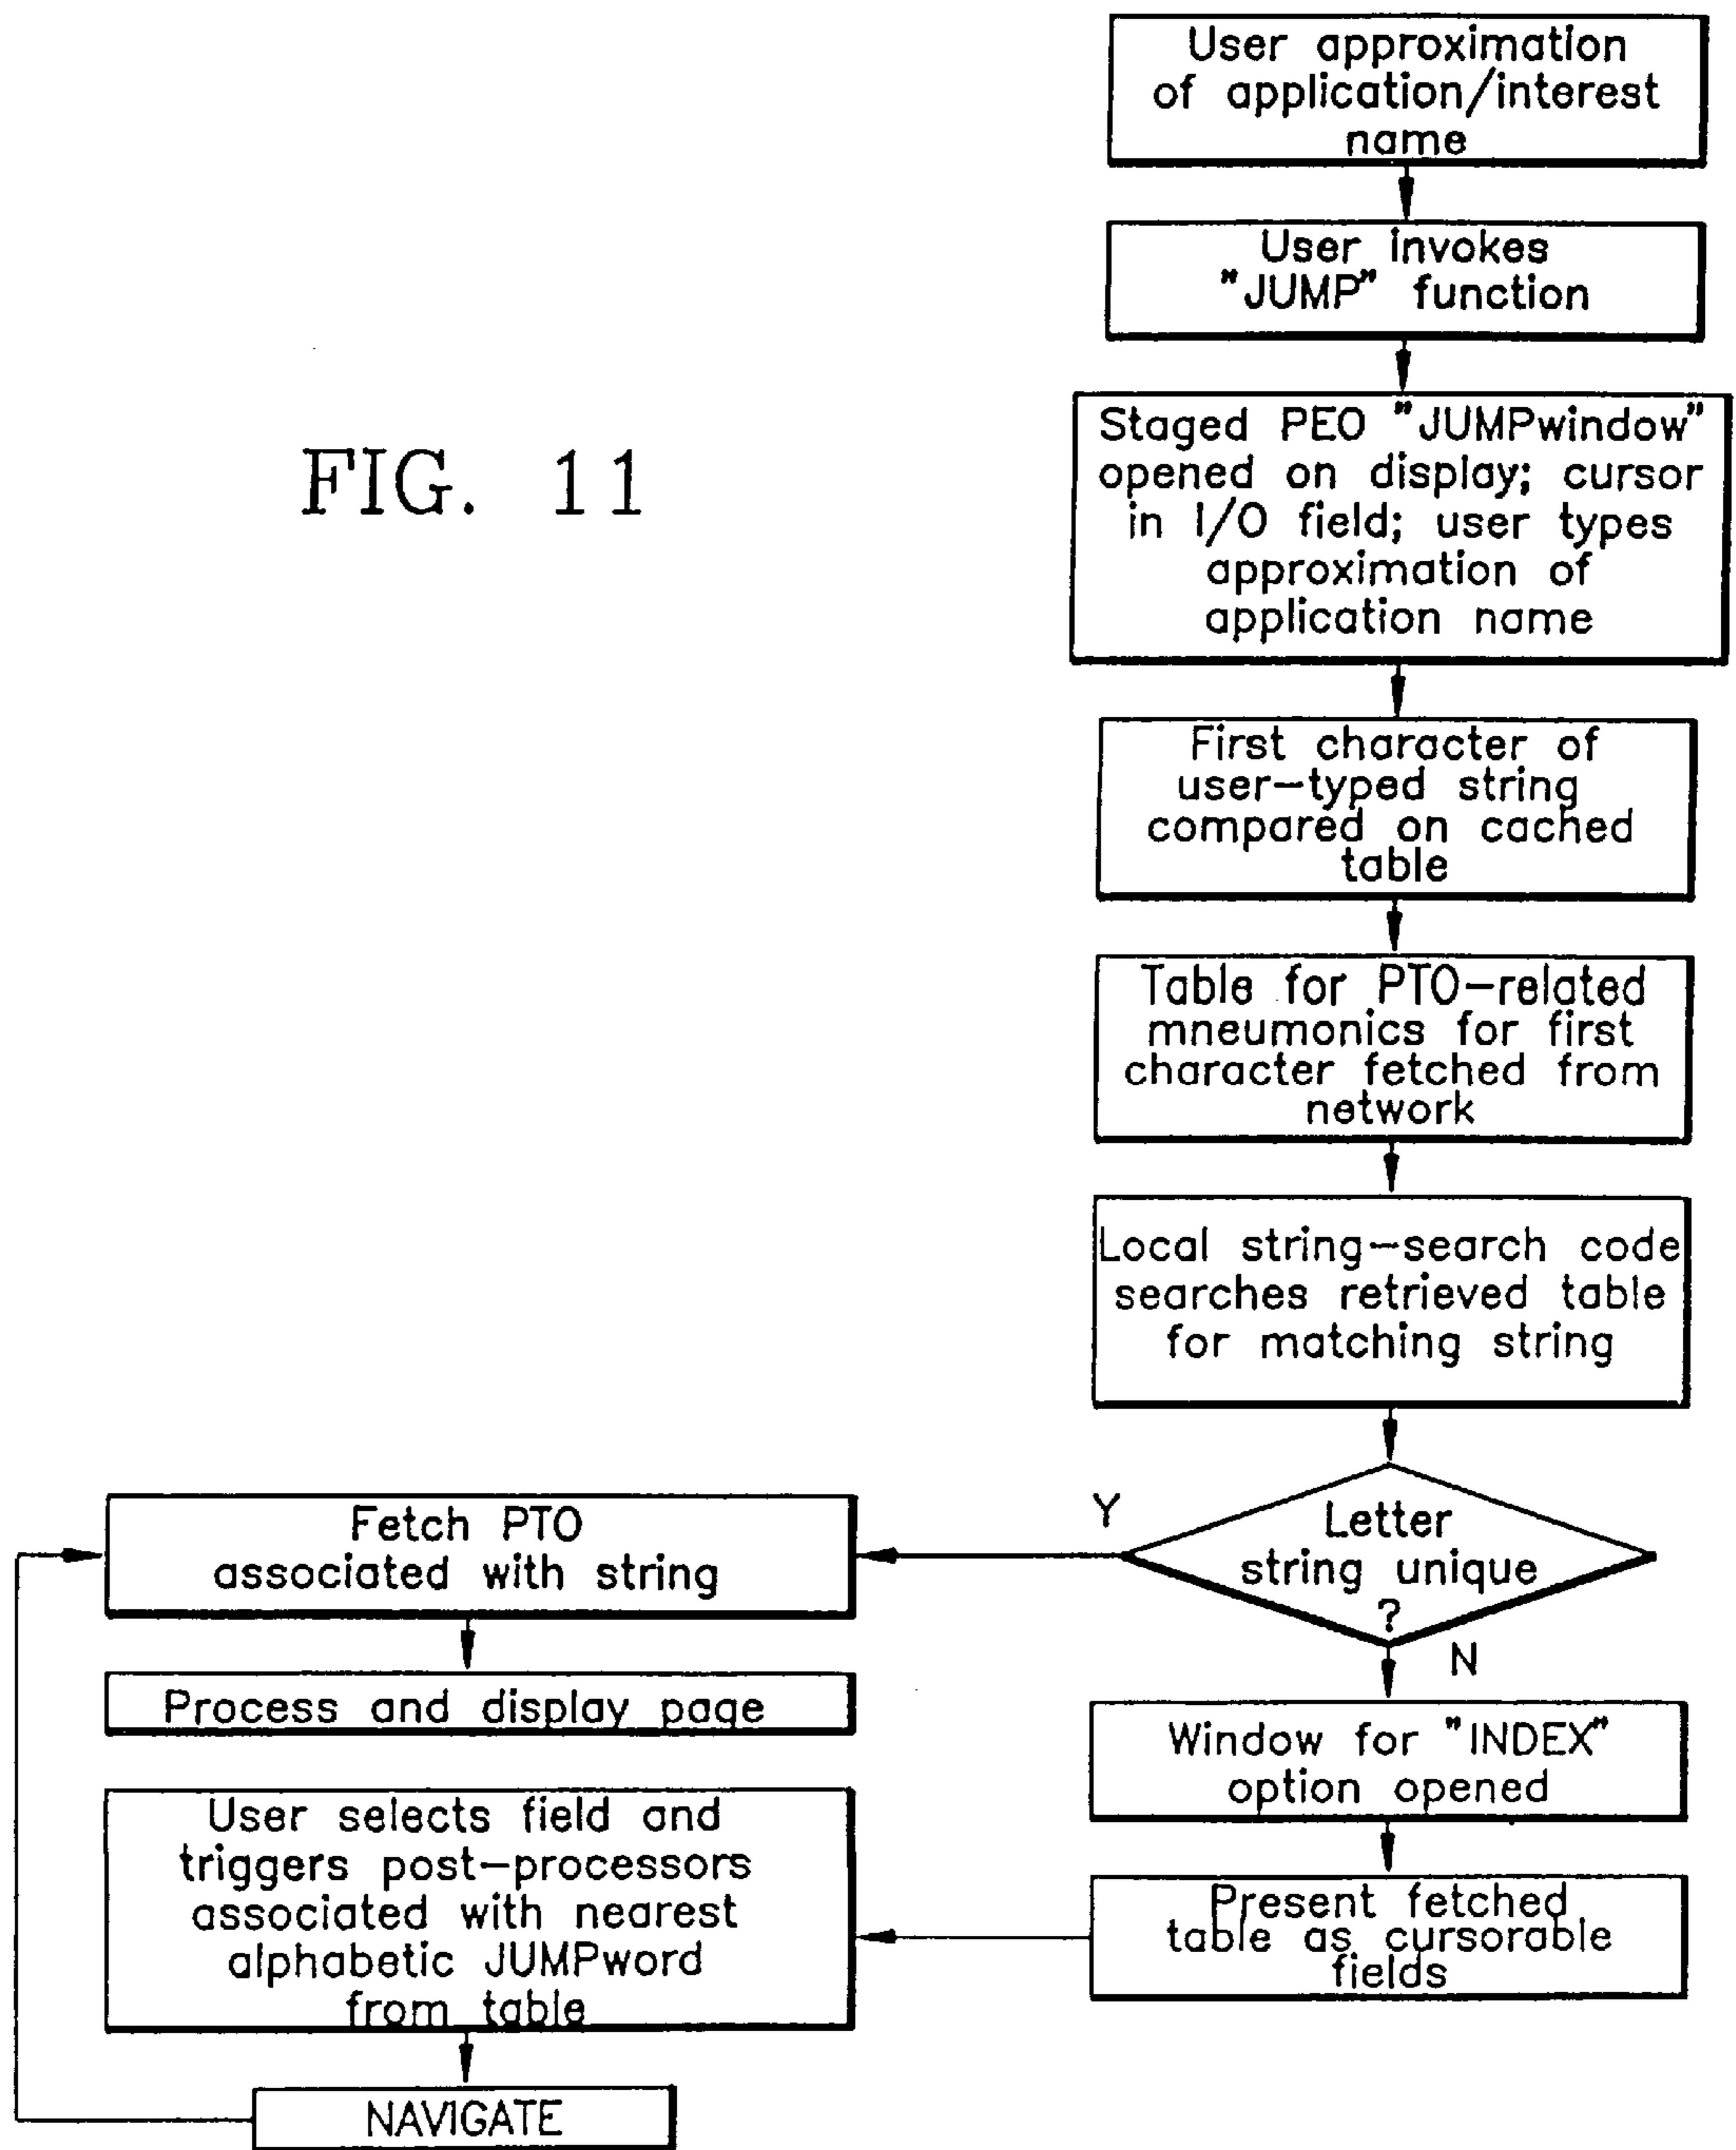 User approximation
of application/interest
name
User invokes
"JUMP" function
FIG. 11
Staged PEO "JUMPwindow"
opened on display; cursor
in I/O field; user types
approximation of
application name
First character of
user-typed string
compared on cached
table
Table for PTO-related
mneumonics for first
character fetched from
network
Local string-search code
searches retrieved table
for matching string
Letter
string unique
?
Y
N
Fetch PTO
associated with string
Process and display page
Window for "INDEX"
option opened
Present fetched
table as cursorable
fields
User selects field and
triggers post-processors
associated with nearest
alphabetic JUMPword
from table
NAVIGATE